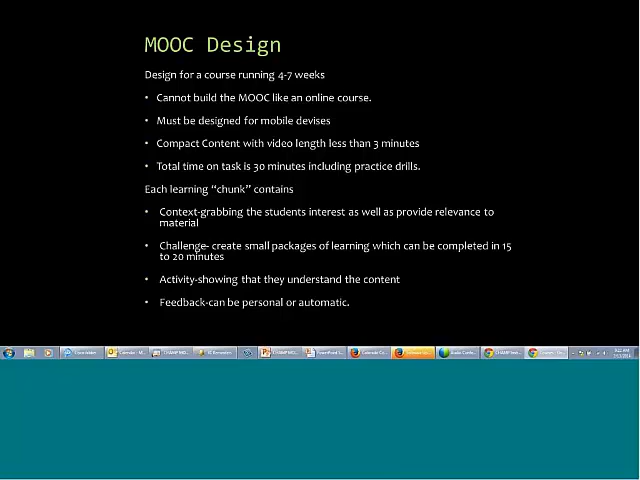 MOOC Design
Design for a course running 4-7 weeks
• Cannot build the MOOC like an online course.
• Must be designed for mobile devises
• Compact Content with video length less than 3 minutes
• Total time on task is 30 minutes including practice drills.
Each learning “chunk” contains
• Context-grabbing the students interest as well as provide relevance to
material
• Challenge- create small packages of learning which can be completed in 15
to 20 minutes
• Activity-showing that they understand the content
• Feedback-can be personal or automatic.